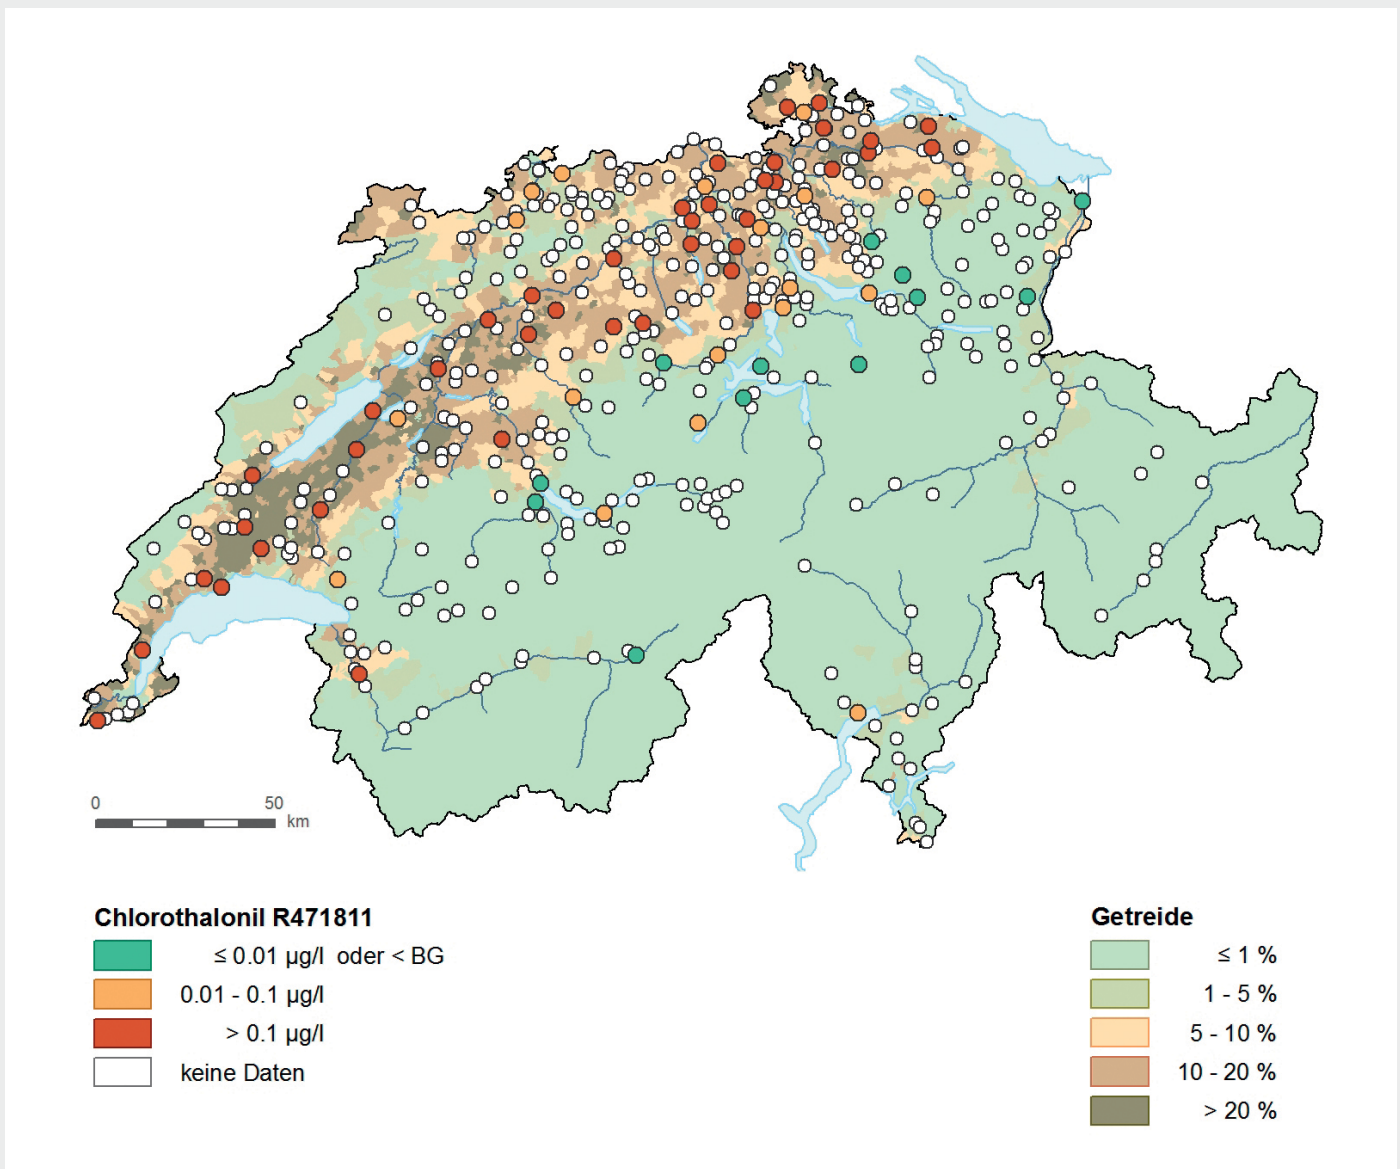 0 50
km
Chlorothalonil R471811
≤ 0.01 µg/l oder < BG
0.01 - 0.1 µg/l
> 0.1 µg/l
keine Daten
Getreide
≤ 1 %
1 - 5 %
5 - 10 %
10 - 20 %
> 20 %